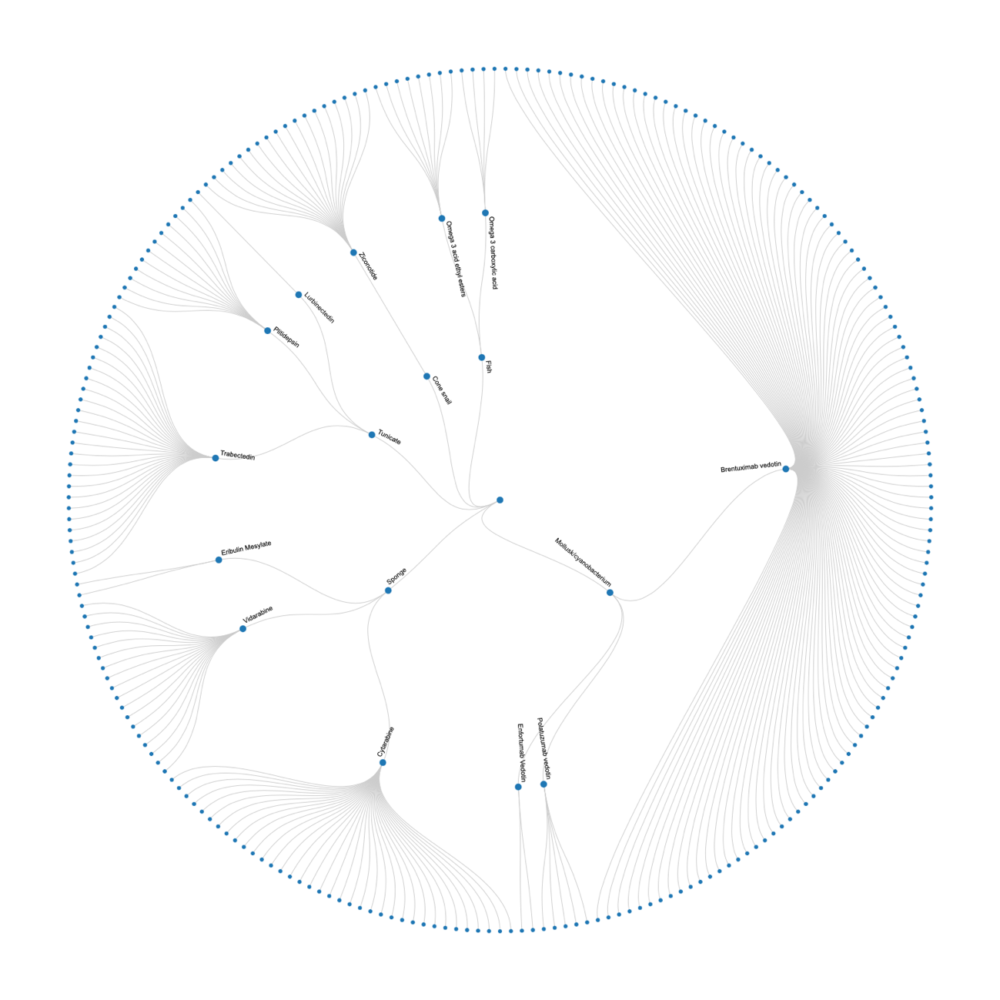 Omega 3 carboxylic acid
Omega 3 acid ethyl esters
Ziconotide
Lurbinectedin
Plitidepsin
Fish
Cone snail
Tunicate
Trabectedin
Brentuximab vedotin
Mollusk/cyanobacterium
Eribulin Mesylate
Sponge
Vidarabine
Cytarabine
Enfortumab Vedotin
Polatuzumab vedotin